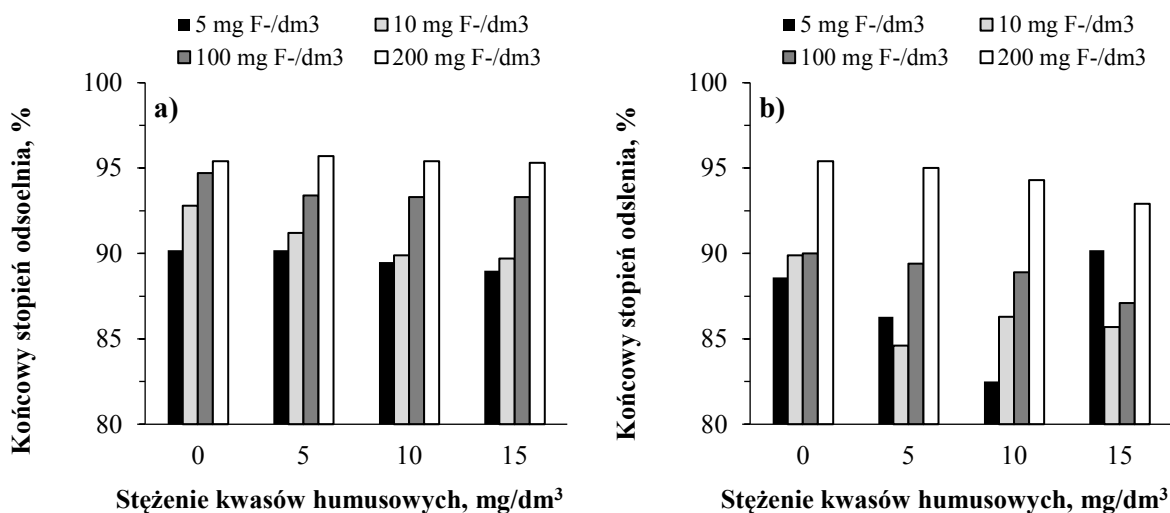 5 mg F-/dm3 10 mg F-/dm3
100 mg F-/dm3 200 mg F-/dm3
100
95
90
85
80
a)
0 5 10 15
Końcowy stopień odsoelnia, %
Stężenie kwasów humusowych, mg/dm³
5 mg F-/dm3 10 mg F-/dm3
100 mg F-/dm3 200 mg F-/dm3
100
95
90
85
80
b)
0 5 10 15
Końcowy stopień odslenia, %
Stężenie kwasów humusowych, mg/dm³